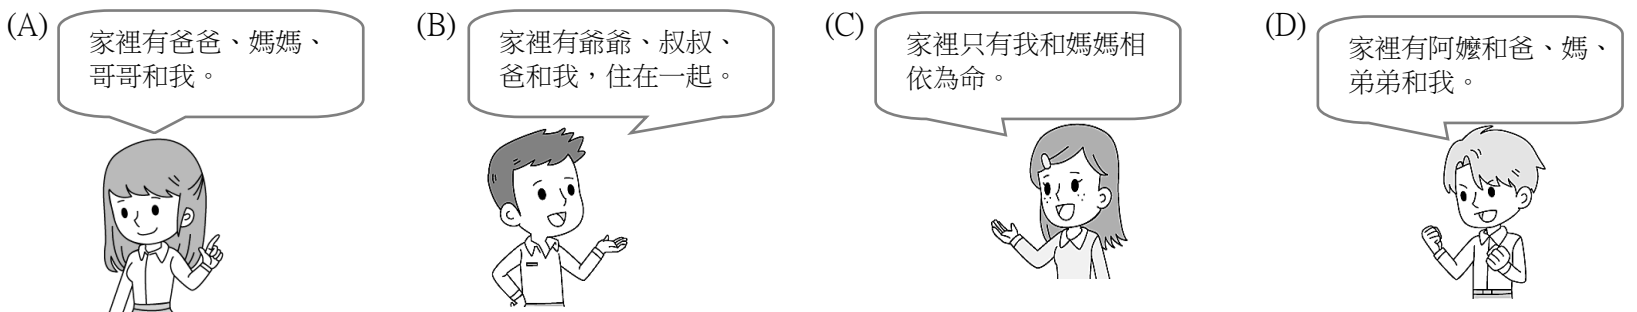 (A)
家裡有爸爸、媽媽、
哥哥和我。
(B)
家裡有爺爺、叔叔、
爸和我，住在一起。
(C)
家裡只有我和媽媽相
依為命。
(D)
家裡有阿嬤和爸、媽、
弟弟和我。